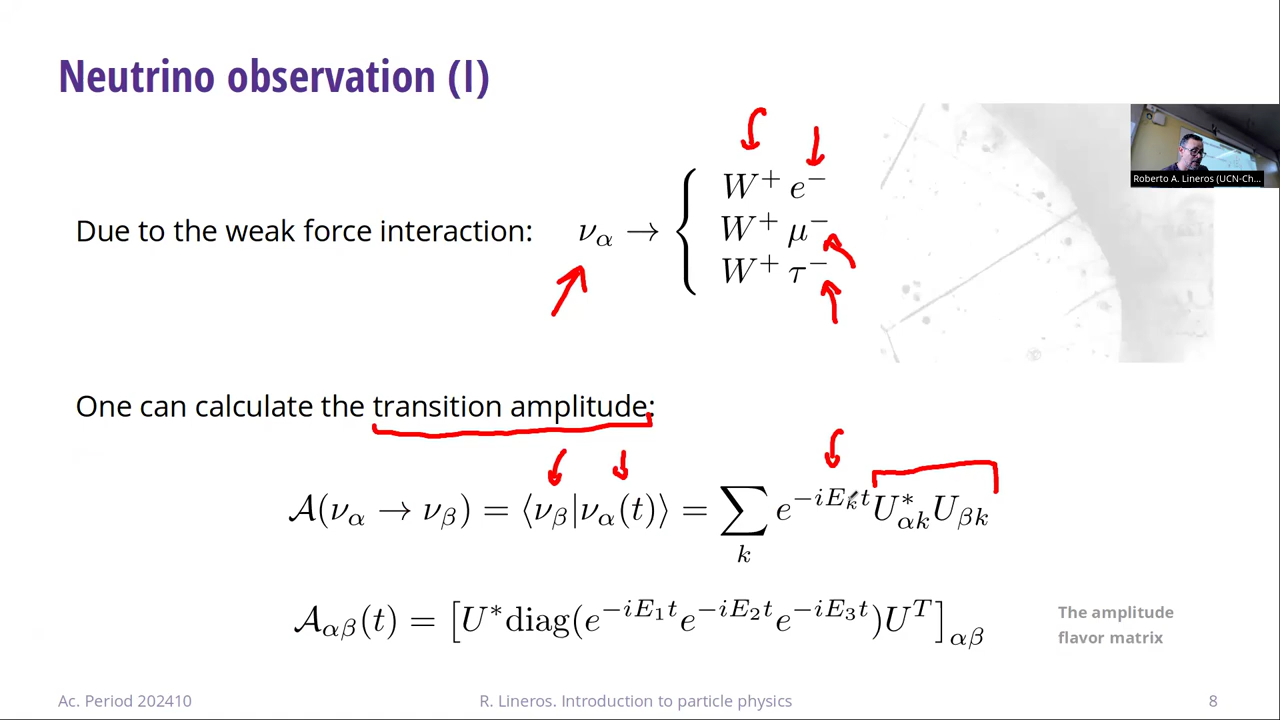 Neutrino observation (I)
Roberto A. Lineros (UCN-Ch...
Due to the weak force interaction: ν_α → { W⁺ e⁻
W⁺ μ⁻
W⁺ τ⁻
One can calculate the transition amplitude:
𝒜(ν_α → ν_β) = ⟨ν_β|ν_α(t)⟩ = ∑_k e^{−iE_k t} U*_{αk} U_{βk}
𝒜_{αβ}(t) = [U* diag(e^{−iE_1 t} e^{−iE_2 t} e^{−iE_3 t}) U^T]_{αβ}
The amplitude
flavor matrix
Ac. Period 202410
R. Lineros. Introduction to particle physics
8